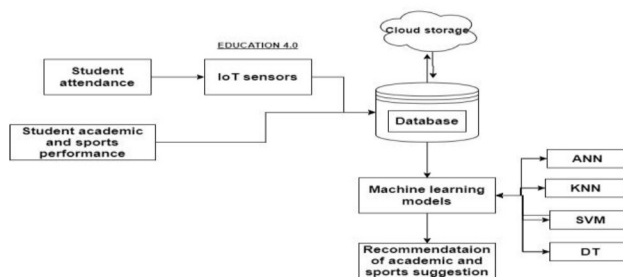 Cloud storage
EDUCATION 4.0
Student
attendance
IoT sensors
Database
Student academic
and sports
performance
ANN
Machine learning
models
KNN
SVM
DT
Recommendataion
of academic and
sports suggestion